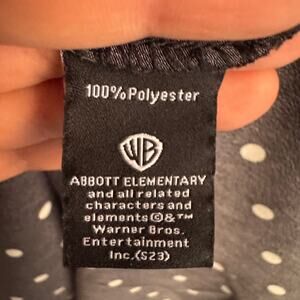 100%Polyester
WB
ABBOTT ELEMENTARY
and all related
characters and
elements©&™
Warner Bros.
Entertainment
Inc.(S23)